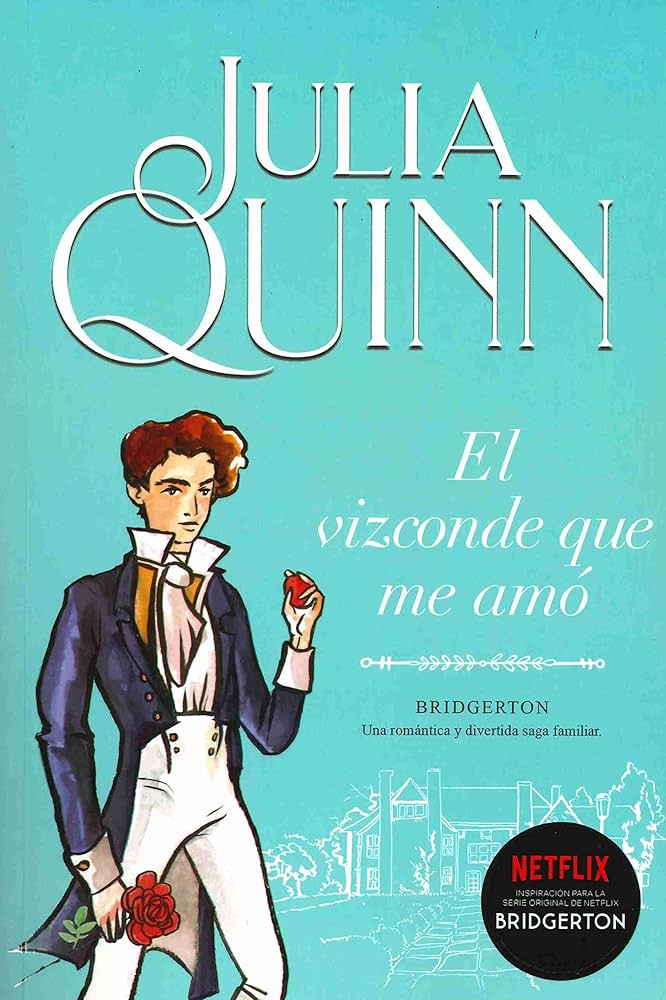 JULIA
QUINN
El
vizconde que
me amó
BRIDGERTON
Una romántica y divertida saga familiar.
NETFLIX
INSPIRACIÓN PARA LA
SERIE ORIGINAL DE NETFLIX
BRIDGERTON